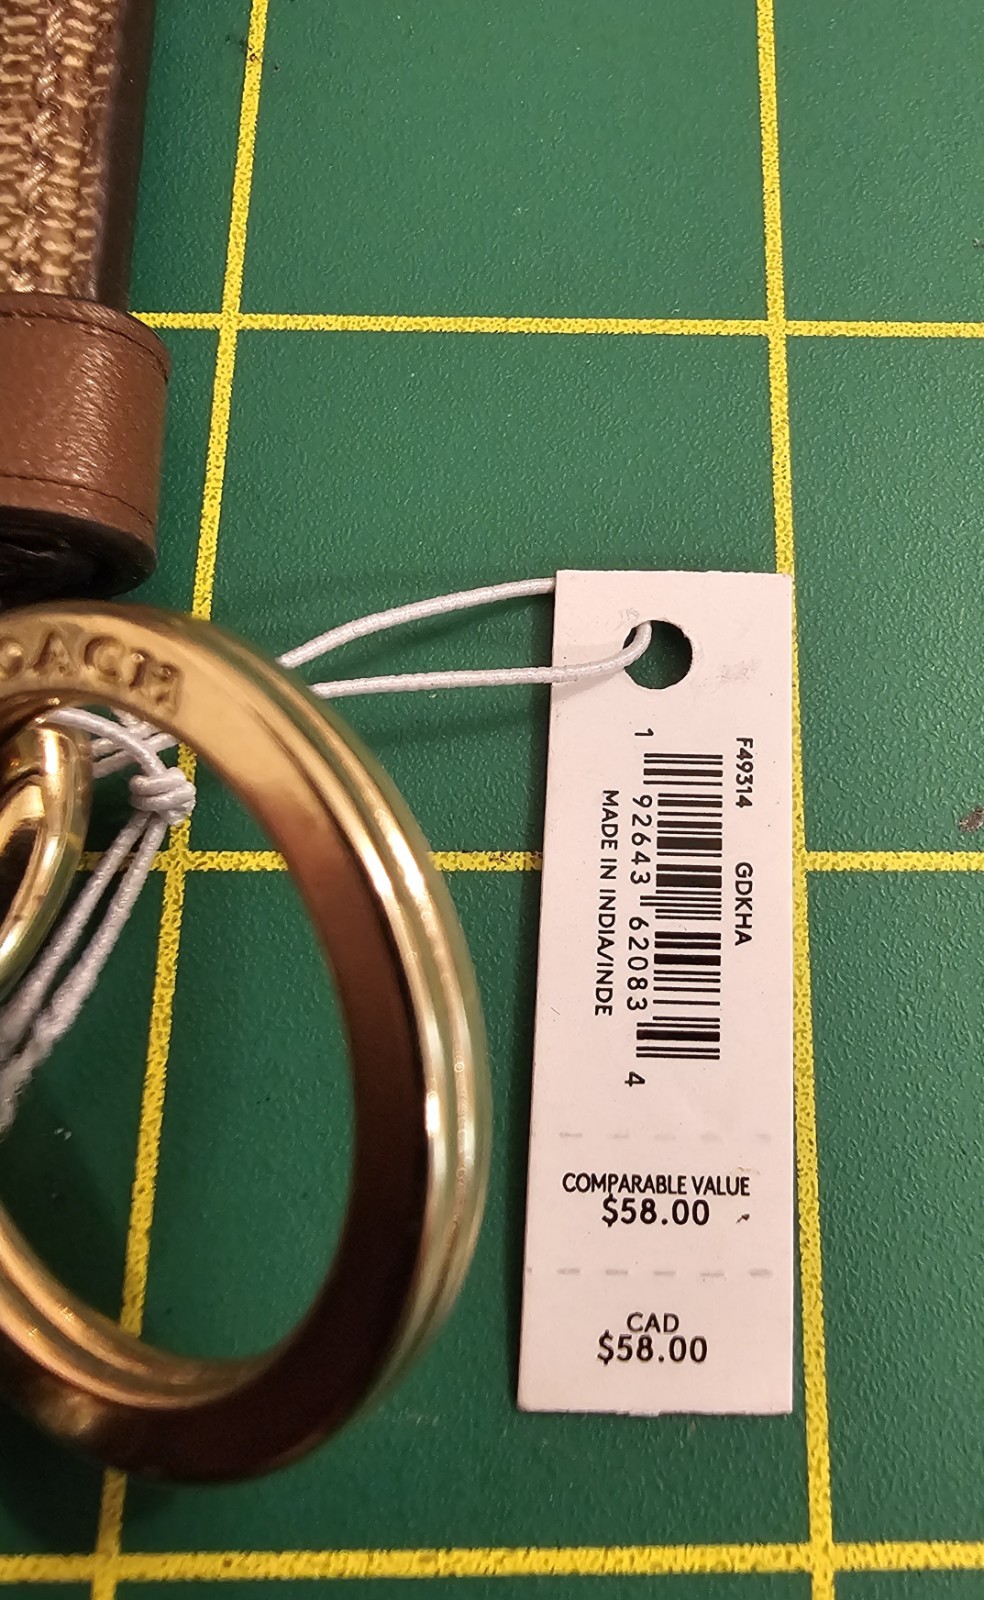 COACH
F49314 GDKHA
1 92643 62083 4
MADE IN INDIA/INDE
COMPARABLE VALUE
$58.00
CAD
$58.00